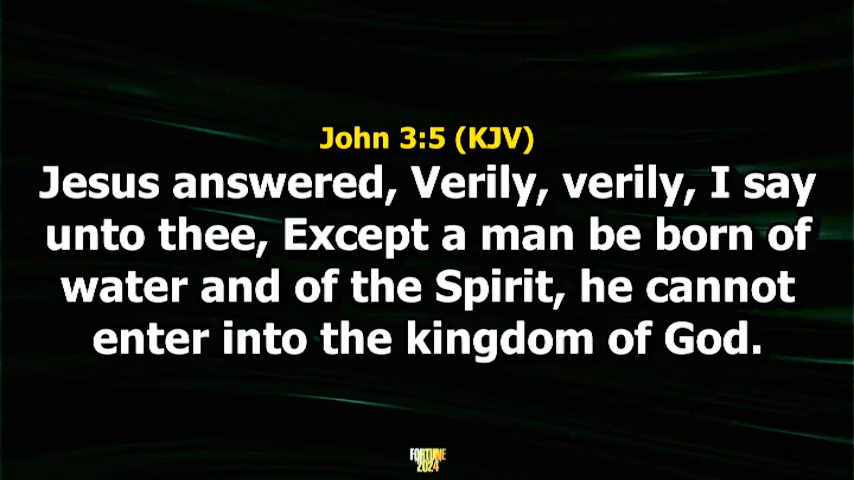 John 3:5 (KJV)
Jesus answered, Verily, verily, I say
unto thee, Except a man be born of
water and of the Spirit, he cannot
enter into the kingdom of God.
FORTUNE
2024